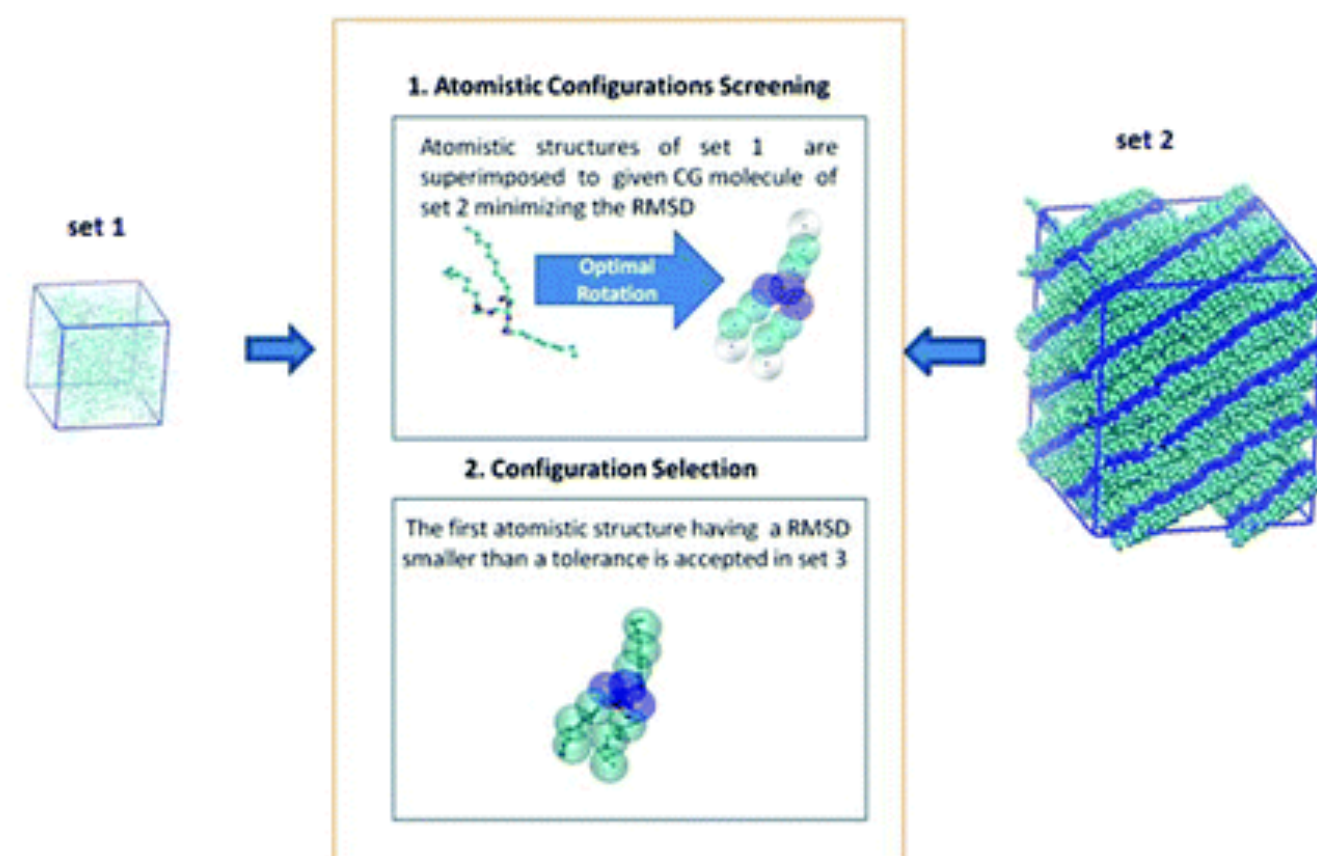 1. Atomistic Configurations Screening
Atomistic structures of set 1 are
superimposed to given CG molecule of
set 2 minimizing the RMSD
Optimal
Rotation
set 1
set 2
2. Configuration Selection
The first atomistic structure having a RMSD
smaller than a tolerance is accepted in set 3